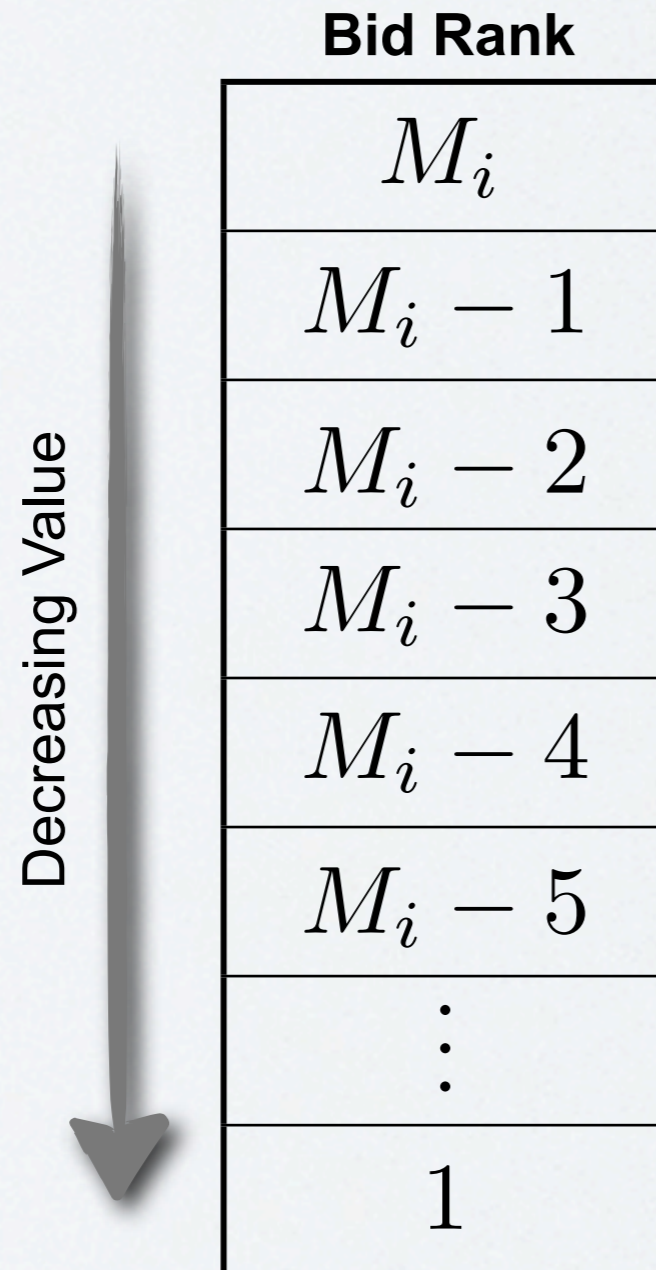 Bid Rank
Decreasing Value
M_i
M_i − 1
M_i − 2
M_i − 3
M_i − 4
M_i − 5
⋮
1